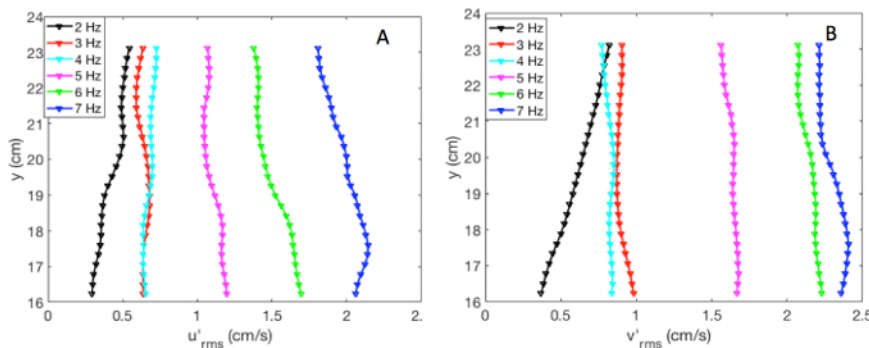 A
2 Hz
3 Hz
4 Hz
5 Hz
6 Hz
7 Hz
24
23
22
21
20
19
18
17
16
y (cm)
0
0.5
1
1.5
2
2.
u'rms (cm/s)
B
2 Hz
3 Hz
4 Hz
5 Hz
6 Hz
7 Hz
24
23
22
21
20
19
18
17
16
y (cm)
0
0.5
1
1.5
2
2.5
v'rms (cm/s)